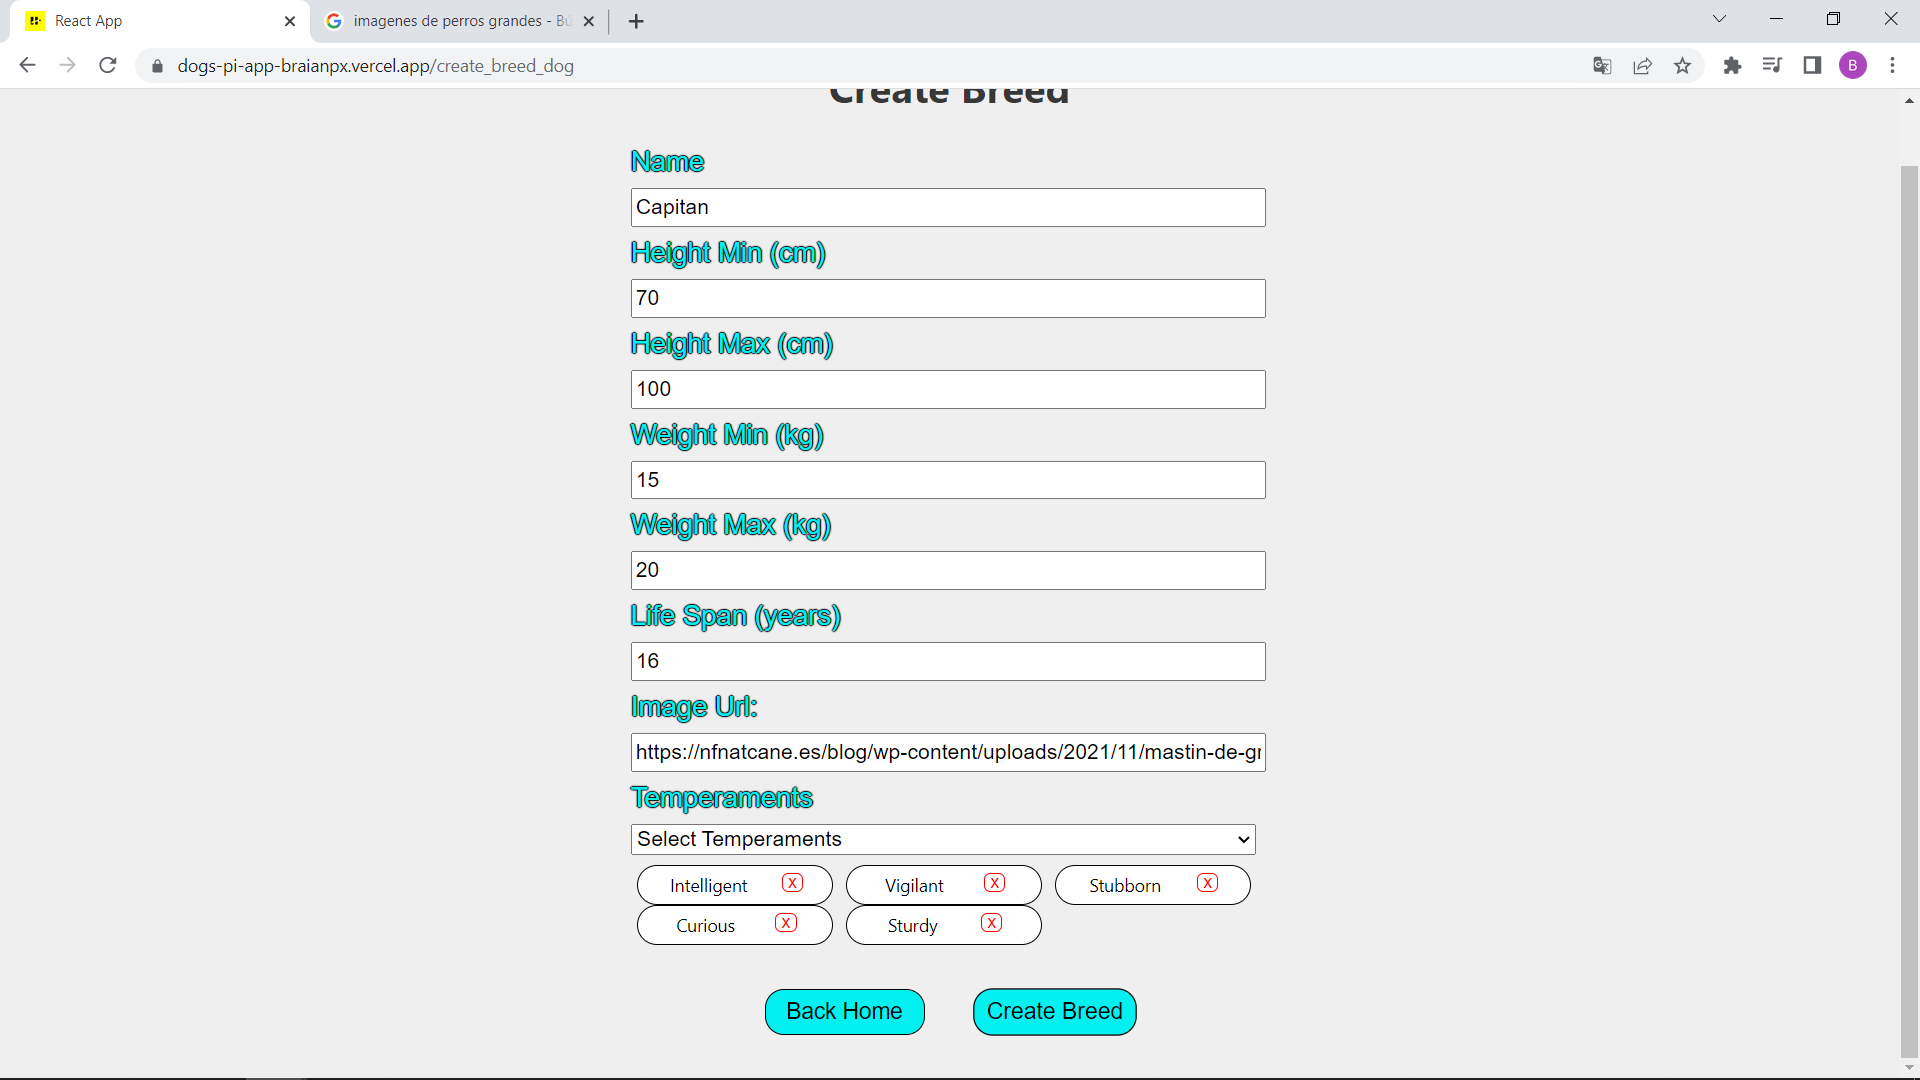 React App
imagenes de perros grandes - Bú
dogs-pi-app-braianpx.vercel.app/create_breed_dog
B
Create Breed
Name
Capitan
Height Min (cm)
70
Height Max (cm)
100
Weight Min (kg)
15
Weight Max (kg)
20
Life Span (years)
16
Image Url:
https://nfnatcane.es/blog/wp-content/uploads/2021/11/mastin-de-gr
Temperaments
Select Temperaments
Intelligent X Vigilant X Stubborn X
Curious X Sturdy X
Back Home Create Breed